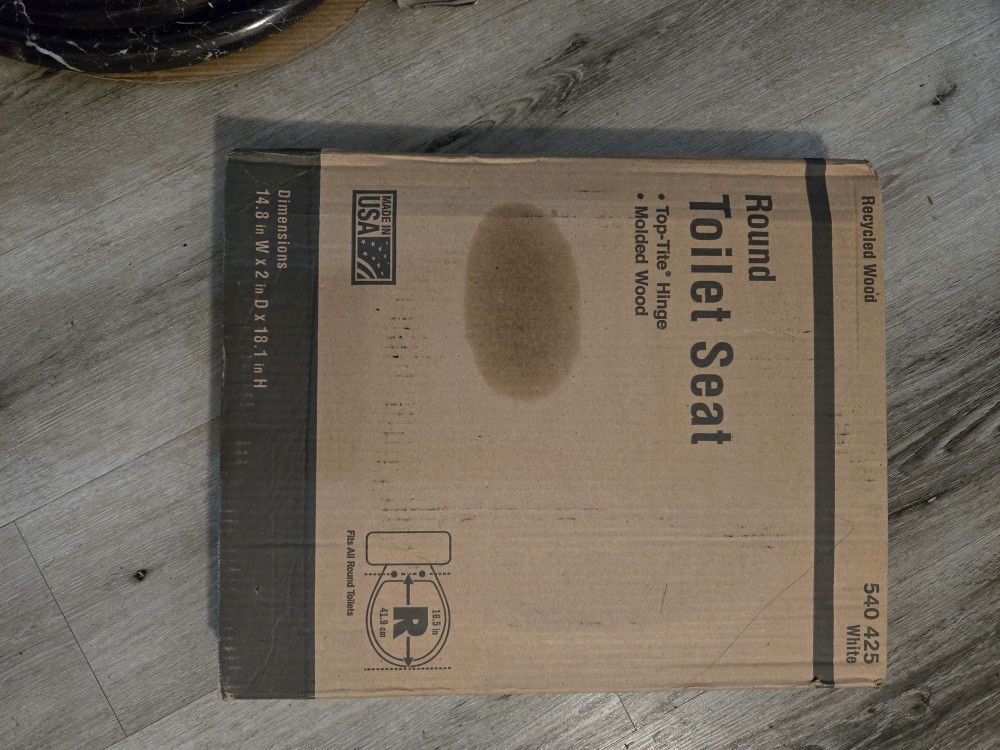 Recycled Wood
540 425
White
Round
Toilet Seat
• Top-Tite® Hinge
• Molded Wood
MADE IN
USA
16.5 in
R
41.9 cm
Fits All Round Toilets
Dimensions
14.8 in W x 2 in D x 18.1 in H